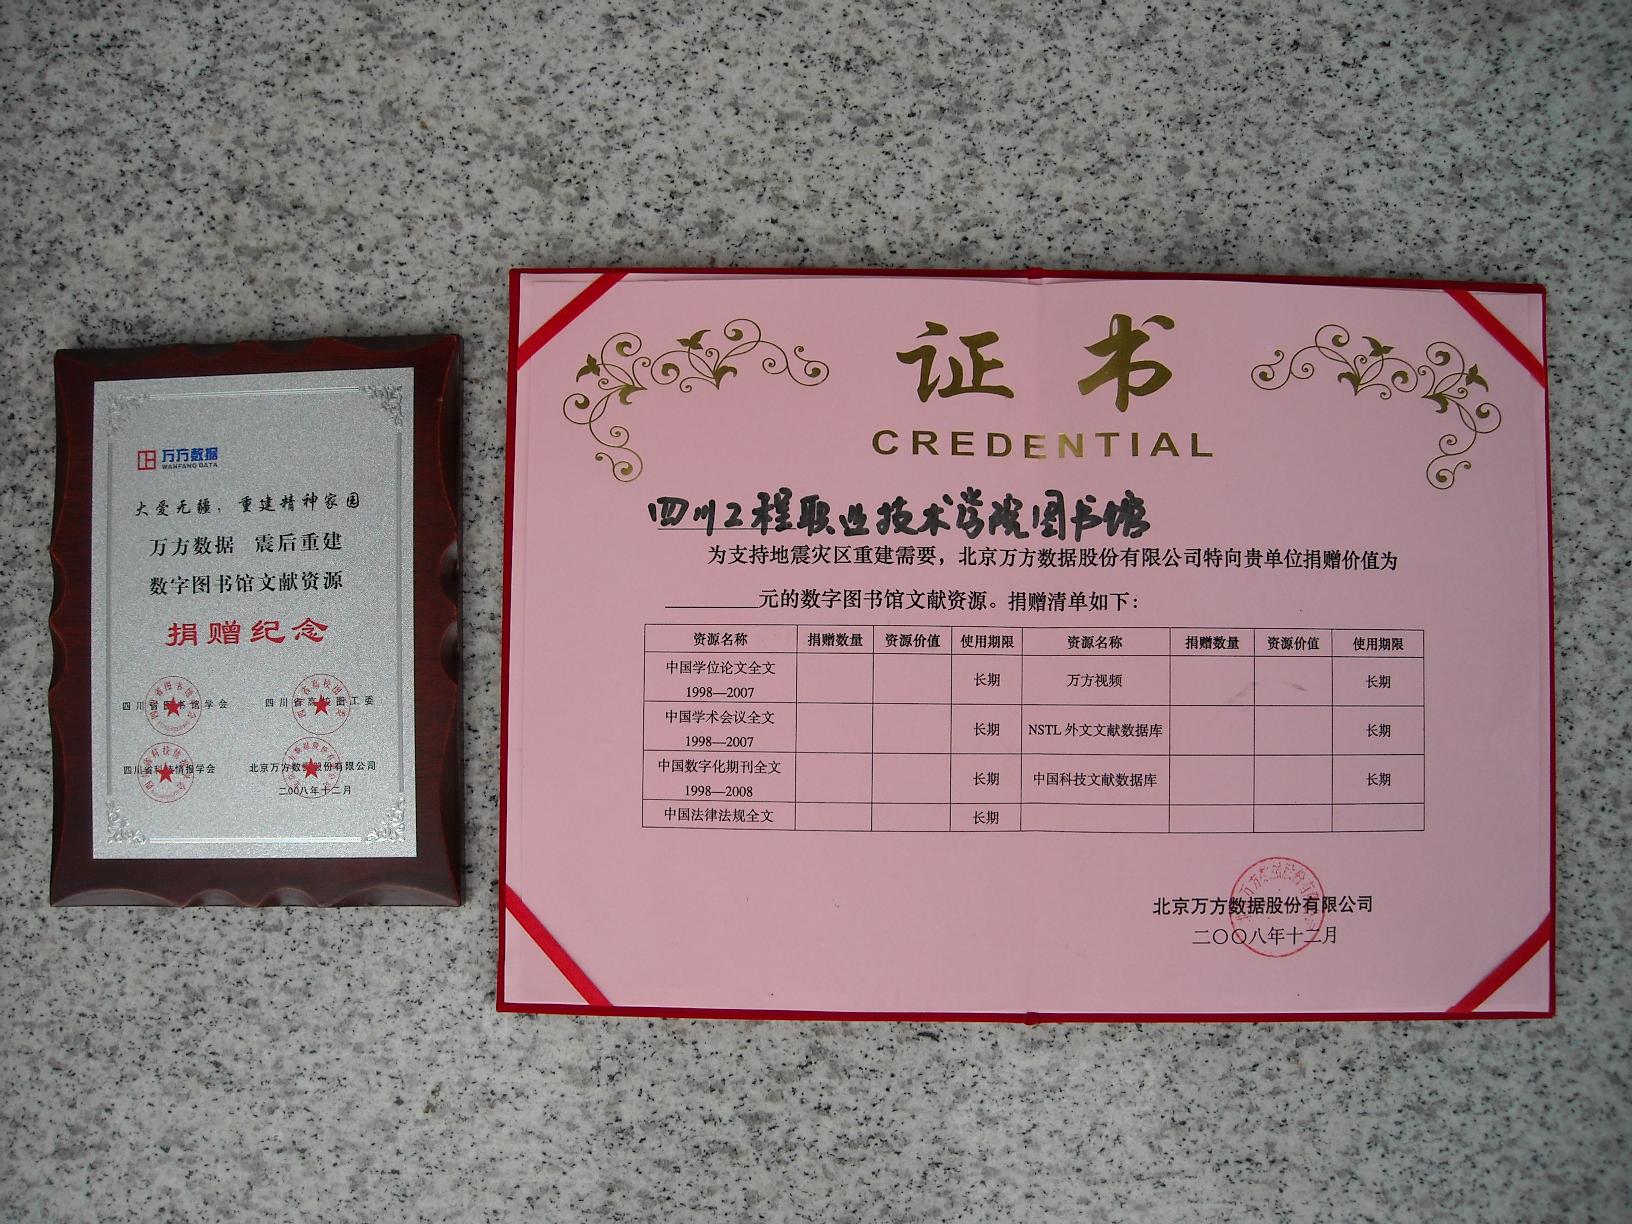 万方数据
WANFANG DATA
大爱无疆，重建精神家园
万方数据 震后重建
数字图书馆文献资源
捐赠纪念
四川省图书馆学会 四川省高校图工委
四川省科技情报学会 北京万方数据股份有限公司
二〇〇八年十二月
证书
CREDENTIAL
四川工程职业技术学院图书馆
为支持地震灾区重建需要，北京万方数据股份有限公司特向贵单位捐赠价值为
元的数字图书馆文献资源。捐赠清单如下：
资源名称 捐赠数量 资源价值 使用期限 资源名称 捐赠数量 资源价值 使用期限
中国学位论文全文
1998—2007 长期 万方视频 长期
中国学术会议全文
1998—2007 长期 NSTL 外文文献数据库 长期
中国数字化期刊全文
1998—2008 长期 中国科技文献数据库 长期
中国法律法规全文 长期
北京万方数据股份有限公司
二〇〇八年十二月